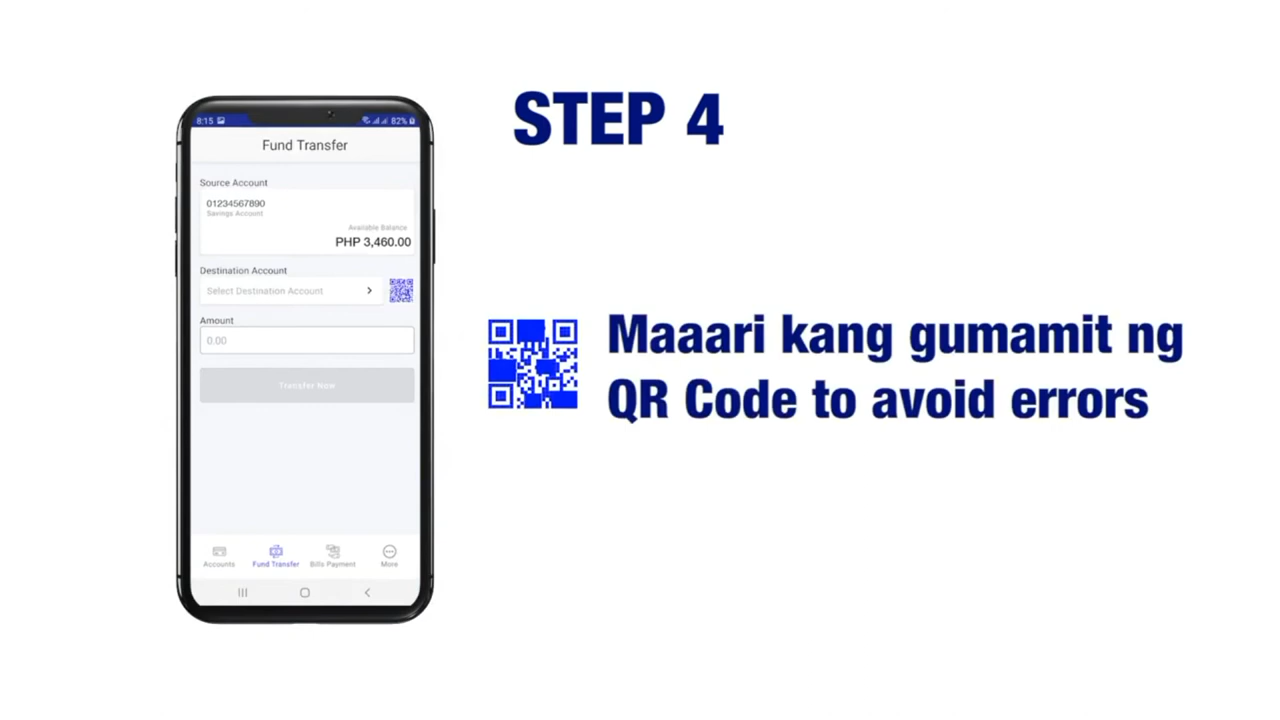 STEP 4
8:15 82%
Fund Transfer
Source Account
01234567890
Savings Account
Available Balance
PHP 3,460.00
Destination Account
Select Destination Account
Amount
0.00
Transfer Now
Accounts Fund Transfer Bills Payment More
Maaari kang gumamit ng
QR Code to avoid errors